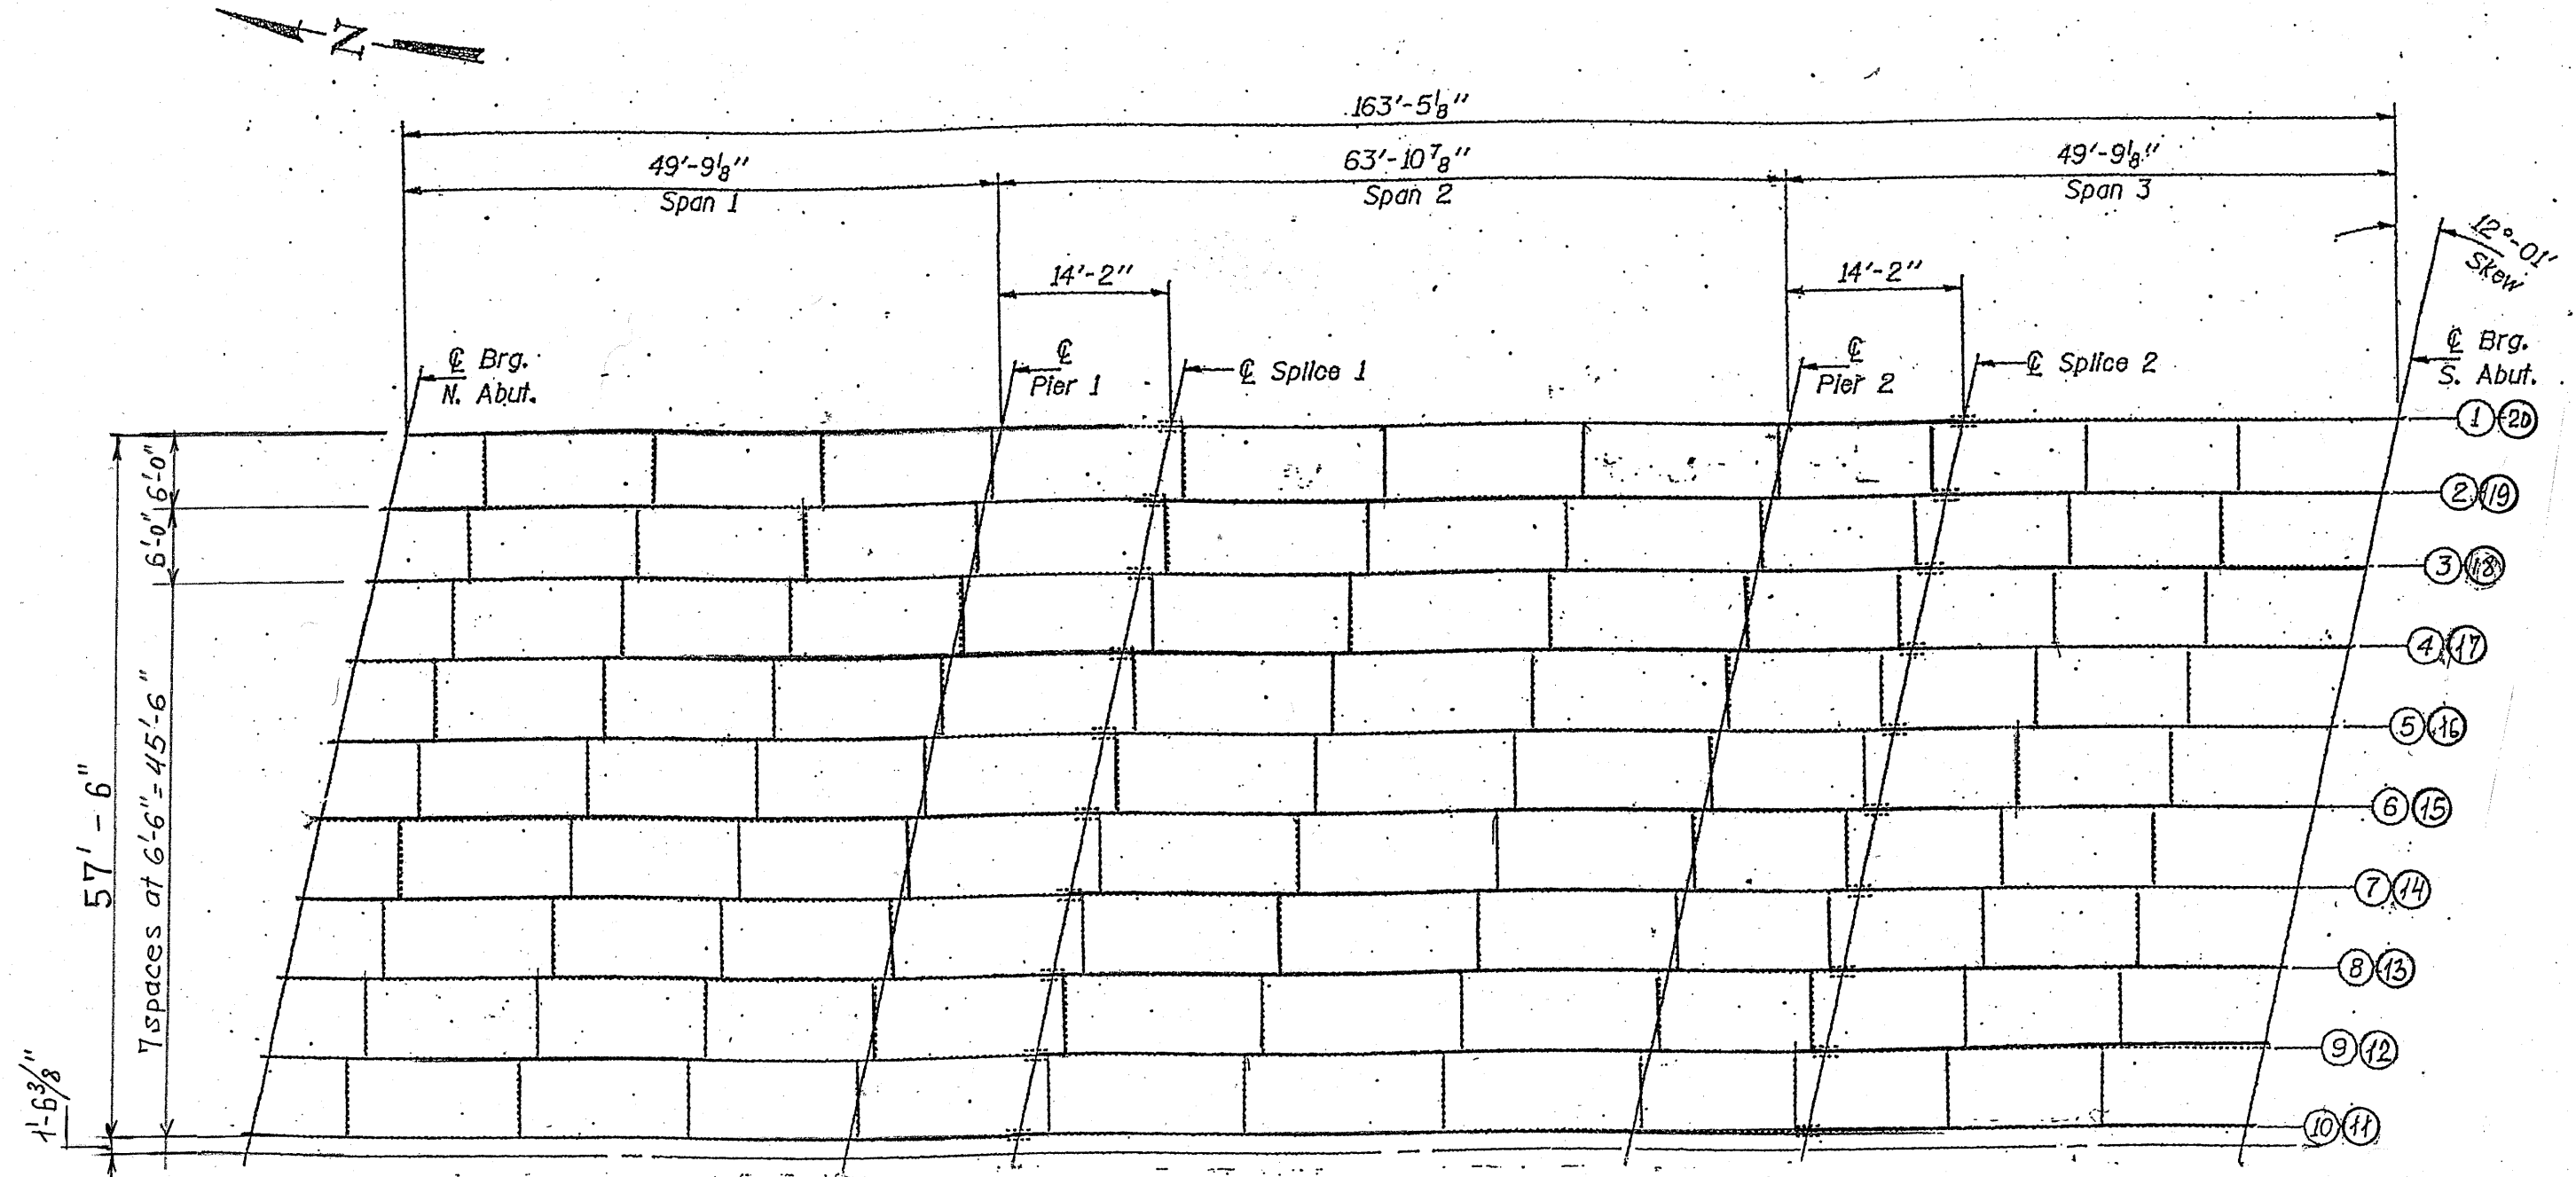 N
163'-5 1/8"
49'-9 1/8"
Span 1
63'-10 7/8"
Span 2
49'-9 1/8"
Span 3
14'-2"
14'-2"
12°-01'
Skew
℄ Brg.
N. Abut.
℄
Pier 1
℄ Splice 1
℄
Pier 2
℄ Splice 2
℄ Brg.
S. Abut.
1 20
2 19
3 18
4 17
5 16
6 15
7 14
8 13
9 12
10 11
6'-0"
6'-0"
7 spaces at 6'-6" = 45'-6"
57'-6"
1'-6 3/8"